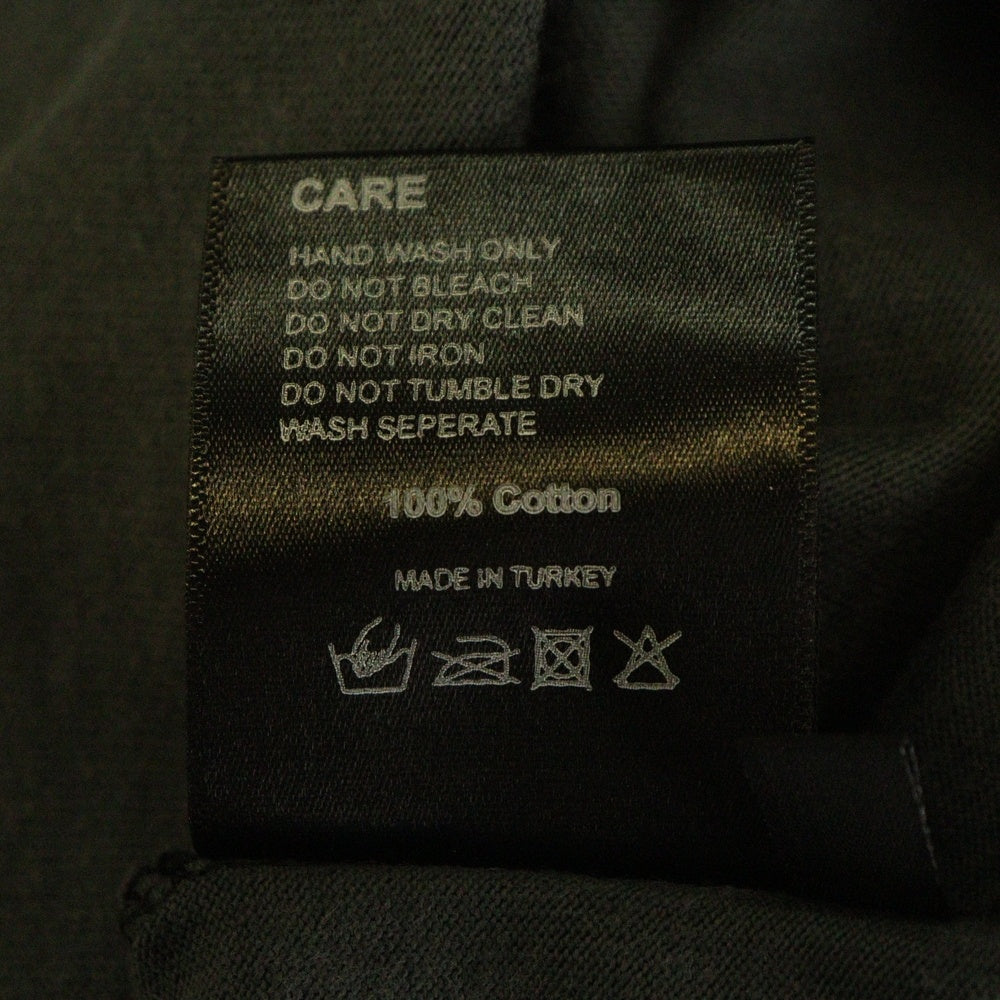 CARE
HAND WASH ONLY
DO NOT BLEACH
DO NOT DRY CLEAN
DO NOT IRON
DO NOT TUMBLE DRY
WASH SEPERATE
100% Cotton
MADE IN TURKEY